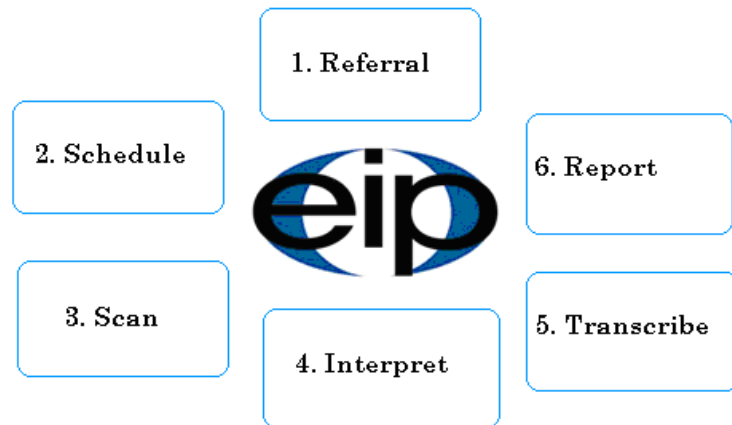 1. Referral
2. Schedule
3. Scan
4. Interpret
5. Transcribe
6. Report
eip